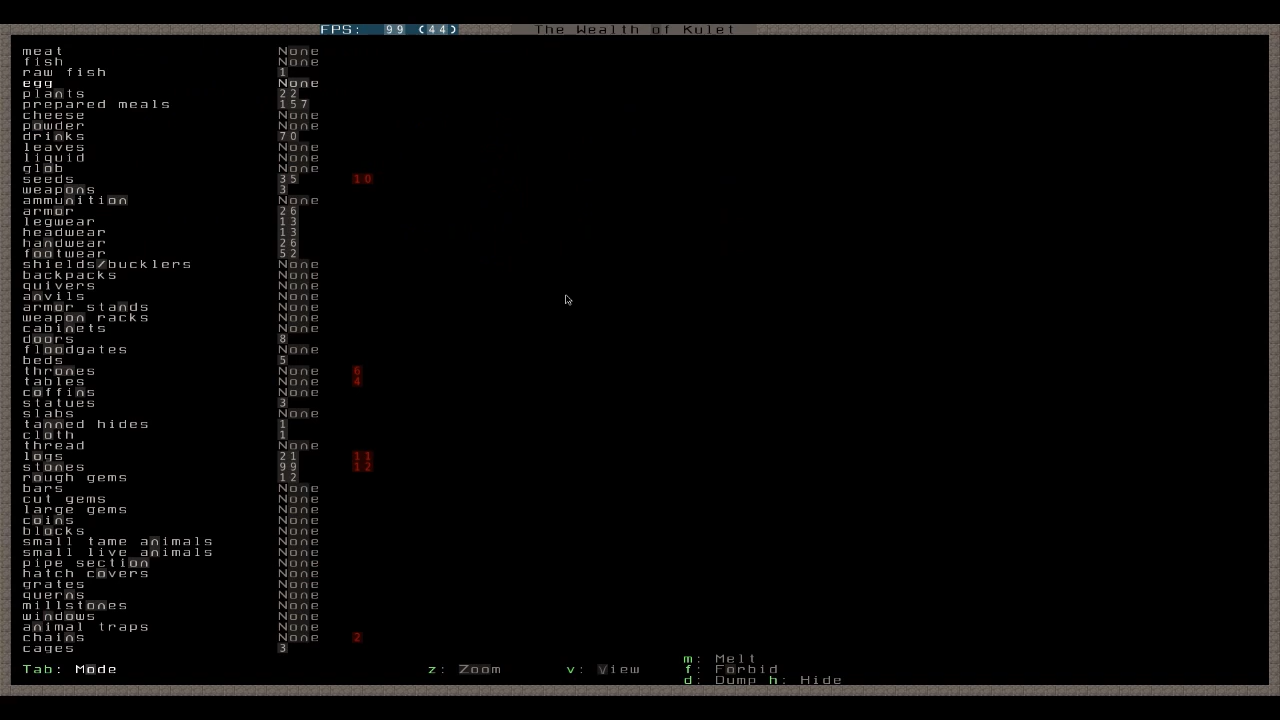 FPS: 99 (44) The Wealth of Kulet
meat None
fish None
raw fish 1
egg None
plants 22
prepared meals 157
cheese None
powder None
drinks 70
leaves None
liquid None
glob None
seeds 35 10
weapons 3
ammunition None
armor 26
legwear 13
headwear 13
handwear 26
footwear 52
shields/bucklers None
backpacks None
quivers None
anvils None
armor stands None
weapon racks None
cabinets None
doors 8
floodgates None
beds 5
thrones None 6
tables None 4
coffins None
statues 3
slabs None
tanned hides 1
cloth 1
thread None
logs 21 11
stones 99 12
rough gems 12
bars None
cut gems None
large gems None
coins None
blocks None
small tame animals None
small live animals None
pipe section None
hatch covers None
grates None
querns None
millstones None
windows None
animal traps None
chains None 2
cages 3
m: Melt
Tab: Mode z: Zoom v: View f: Forbid
d: Dump h: Hide